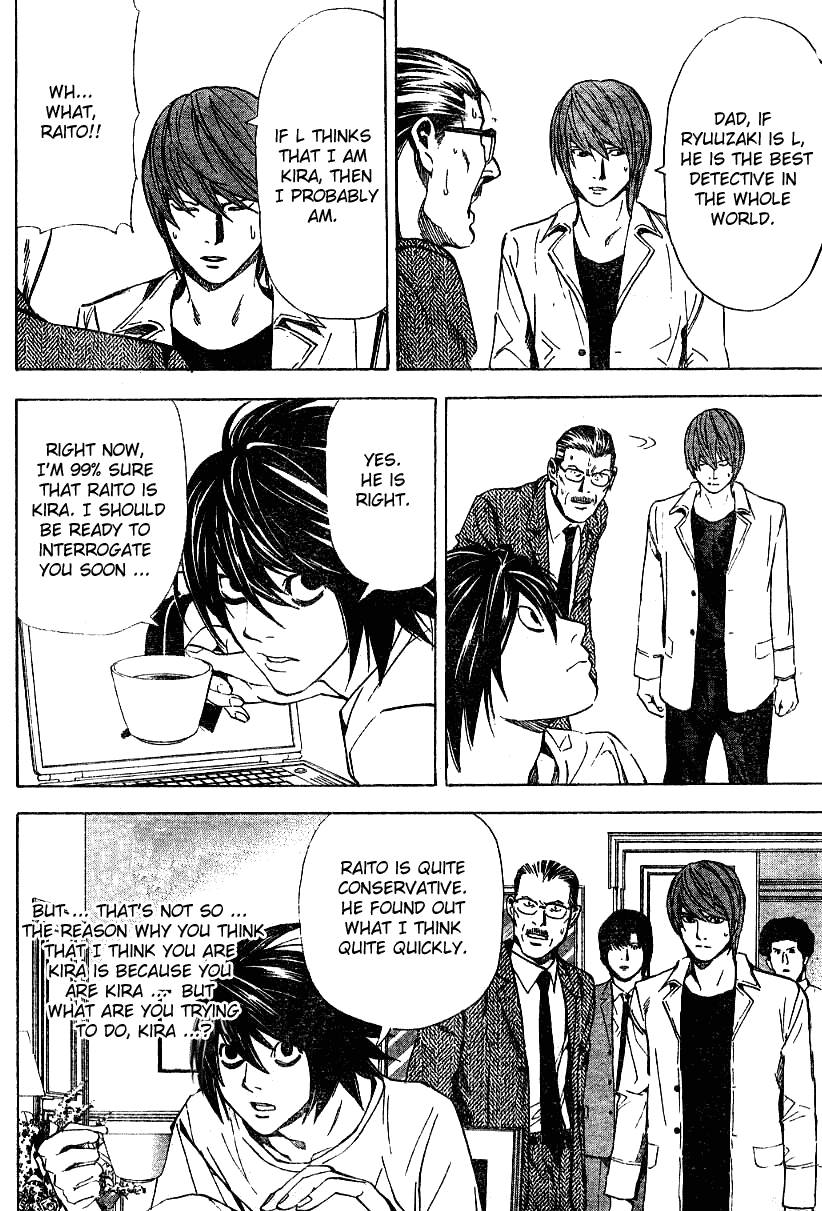 DAD, IF
RYUUZAKI IS L,
HE IS THE BEST
DETECTIVE IN
THE WHOLE
WORLD.
IF L THINKS
THAT I AM
KIRA, THEN
I PROBABLY
AM.
WH...
WHAT,
RAITO!!
YES.
HE IS
RIGHT.
RIGHT NOW,
I'M 99% SURE
THAT RAITO IS
KIRA. I SHOULD
BE READY TO
INTERROGATE
YOU SOON ...
RAITO IS QUITE
CONSERVATIVE.
HE FOUND OUT
WHAT I THINK
QUITE QUICKLY.
BUT ... THAT'S NOT SO ...
THE REASON WHY YOU THINK
THAT I THINK YOU ARE
KIRA IS BECAUSE YOU
ARE KIRA ... BUT
WHAT ARE YOU TRYING
TO DO, KIRA ...?